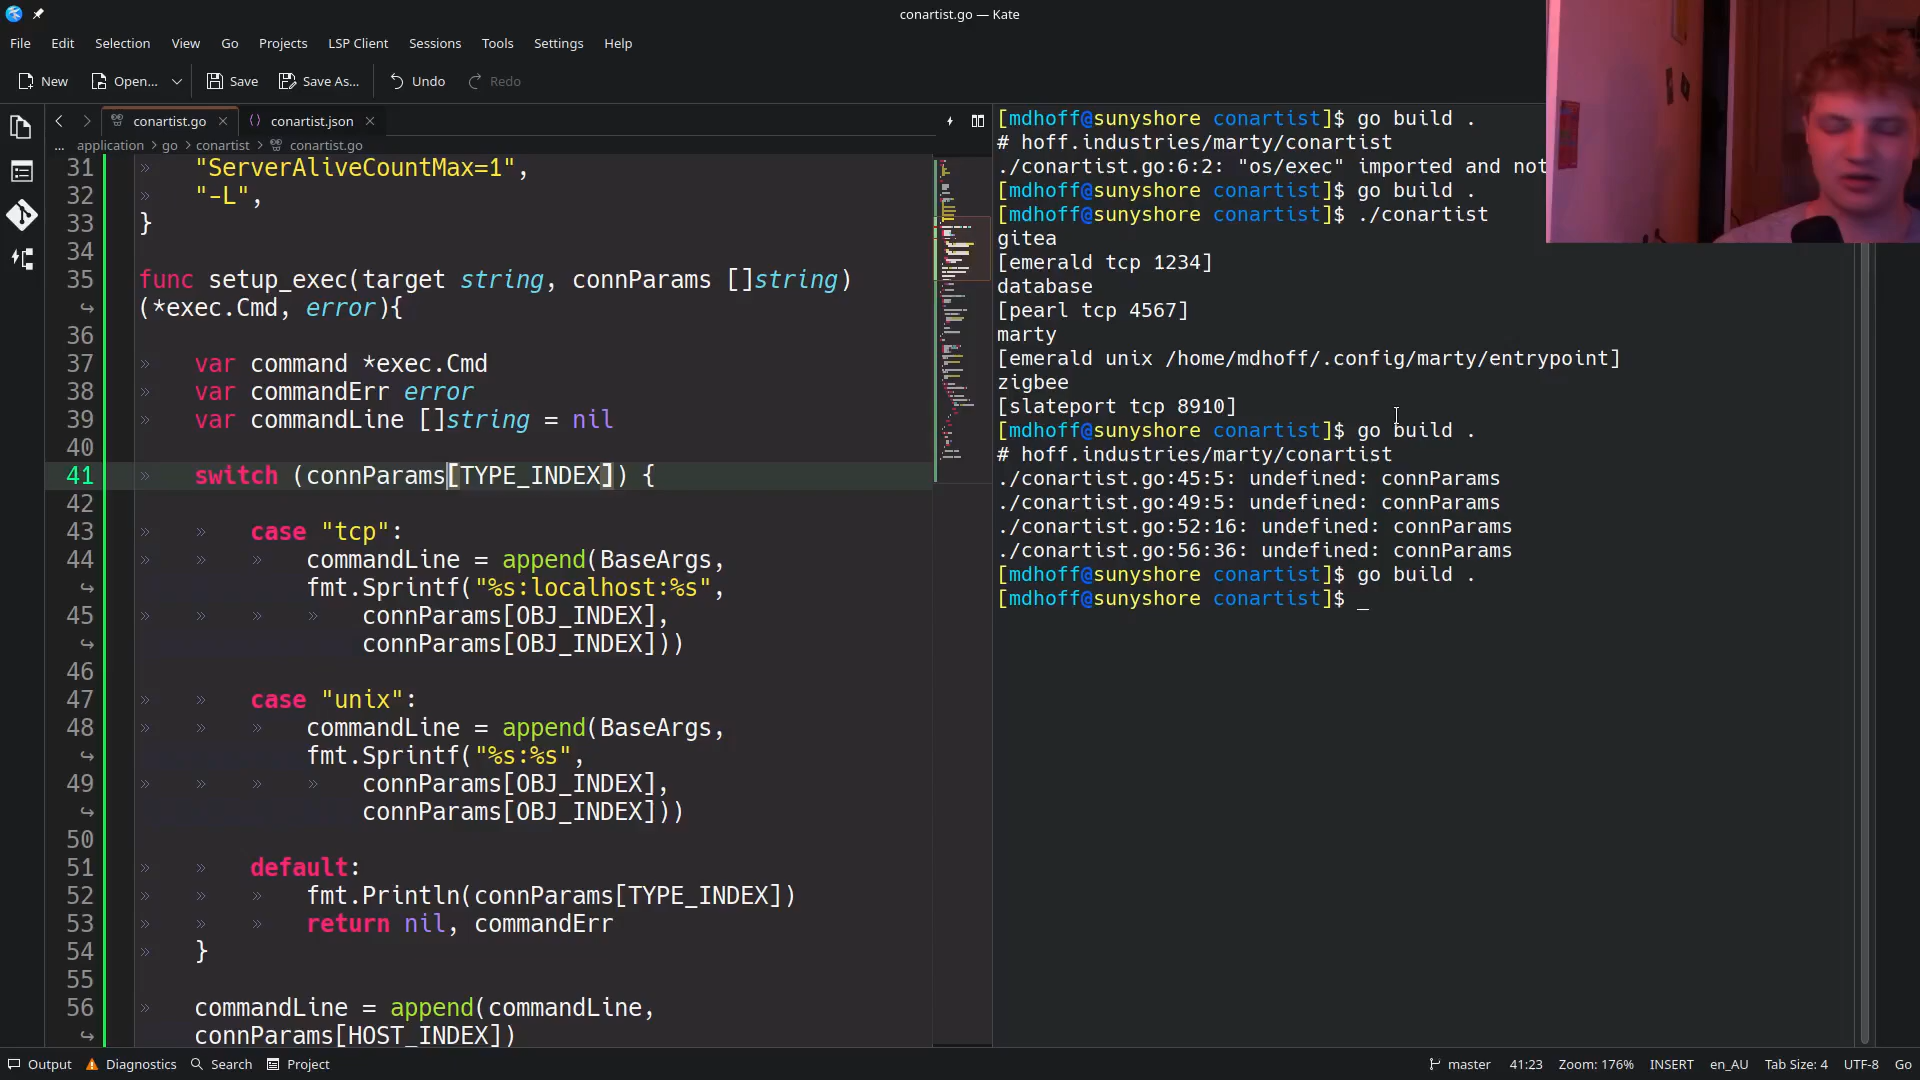 conartist.go — Kate
File Edit Selection View Go Projects LSP Client Sessions Tools Settings Help
New Open... Save Save As... Undo Redo
conartist.go conartist.json
... application go conartist conartist.go
31 "ServerAliveCountMax=1",
32 "-L",
33 }
34
35 func setup_exec(target string, connParams []string)
(*exec.Cmd, error){
36
37 var command *exec.Cmd
38 var commandErr error
39 var commandLine []string = nil
40
41 switch (connParams[TYPE_INDEX]) {
42
43 case "tcp":
44 commandLine = append(BaseArgs,
fmt.Sprintf("%s:localhost:%s",
45 connParams[OBJ_INDEX],
connParams[OBJ_INDEX]))
46
47 case "unix":
48 commandLine = append(BaseArgs,
fmt.Sprintf("%s:%s",
49 connParams[OBJ_INDEX],
connParams[OBJ_INDEX]))
50
51 default:
52 fmt.Println(connParams[TYPE_INDEX])
53 return nil, commandErr
54 }
55
56 commandLine = append(commandLine,
connParams[HOST_INDEX])
[mdhoff@sunyshore conartist]$ go build .
# hoff.industries/marty/conartist
./conartist.go:6:2: "os/exec" imported and not
[mdhoff@sunyshore conartist]$ go build .
[mdhoff@sunyshore conartist]$ ./conartist
gitea
[emerald tcp 1234]
database
[pearl tcp 4567]
marty
[emerald unix /home/mdhoff/.config/marty/entrypoint]
zigbee
[slateport tcp 8910]
[mdhoff@sunyshore conartist]$ go build .
# hoff.industries/marty/conartist
./conartist.go:45:5: undefined: connParams
./conartist.go:49:5: undefined: connParams
./conartist.go:52:16: undefined: connParams
./conartist.go:56:36: undefined: connParams
[mdhoff@sunyshore conartist]$ go build .
[mdhoff@sunyshore conartist]$ _
Output Diagnostics Search Project master 41:23 Zoom: 176% INSERT en_AU Tab Size: 4 UTF-8 Go